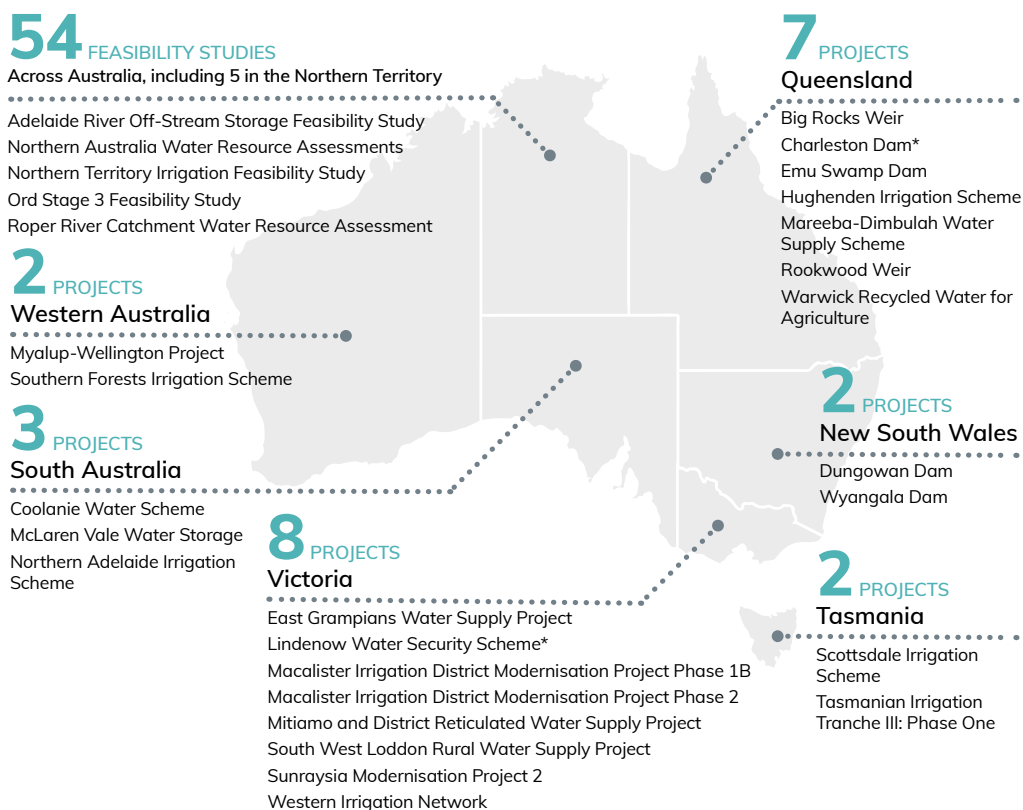 54 FEASIBILITY STUDIES
Across Australia, including 5 in the Northern Territory
Adelaide River Off-Stream Storage Feasibility Study
Northern Australia Water Resource Assessments
Northern Territory Irrigation Feasibility Study
Ord Stage 3 Feasibility Study
Roper River Catchment Water Resource Assessment
2 PROJECTS
Western Australia
Myalup-Wellington Project
Southern Forests Irrigation Scheme
3 PROJECTS
South Australia
Coolanie Water Scheme
McLaren Vale Water Storage
Northern Adelaide Irrigation
Scheme
8 PROJECTS
Victoria
East Grampians Water Supply Project
Lindenow Water Security Scheme*
Macalister Irrigation District Modernisation Project Phase 1B
Macalister Irrigation District Modernisation Project Phase 2
Mitiamo and District Reticulated Water Supply Project
South West Loddon Rural Water Supply Project
Sunraysia Modernisation Project 2
Western Irrigation Network
7 PROJECTS
Queensland
Big Rocks Weir
Charleston Dam*
Emu Swamp Dam
Hughenden Irrigation Scheme
Mareeba-Dimbulah Water
Supply Scheme
Rookwood Weir
Warwick Recycled Water for
Agriculture
2 PROJECTS
New South Wales
Dungowan Dam
Wyangala Dam
2 PROJECTS
Tasmania
Scottsdale Irrigation
Scheme
Tasmanian Irrigation
Tranche III: Phase One